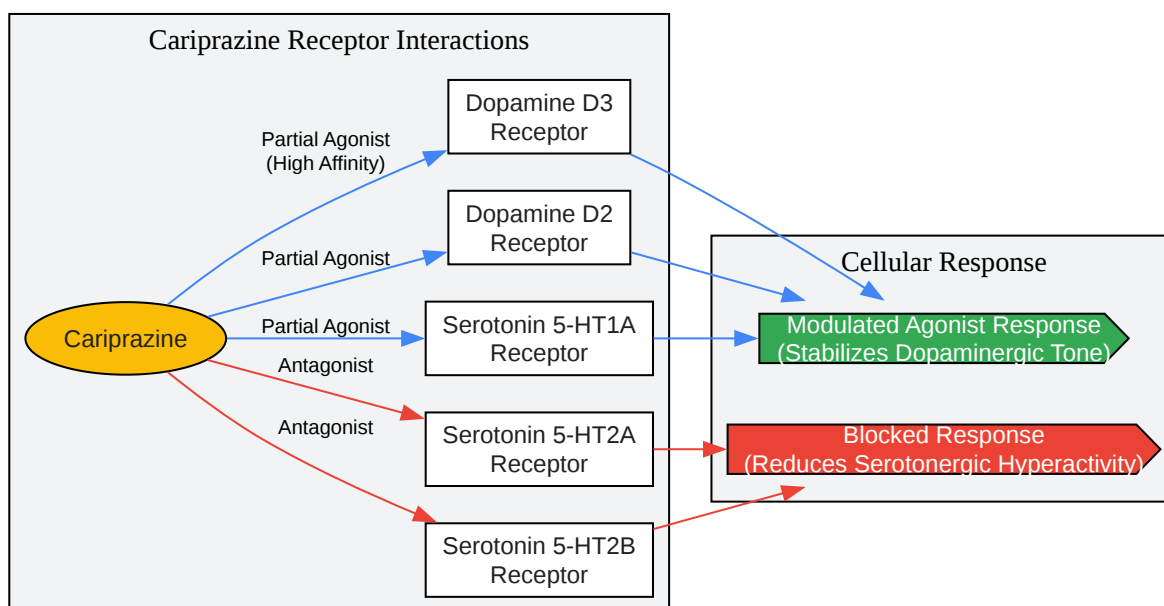 Cariprazine Receptor Interactions
Dopamine D3
Receptor
Partial Agonist
(High Affinity)
Dopamine D2
Receptor
Partial Agonist
Cariprazine
Partial Agonist
Serotonin 5-HT1A
Receptor
Antagonist
Serotonin 5-HT2A
Receptor
Antagonist
Serotonin 5-HT2B
Receptor
Cellular Response
Modulated Agonist Response
(Stabilizes Dopaminergic Tone)
Blocked Response
(Reduces Serotonergic Hyperactivity)